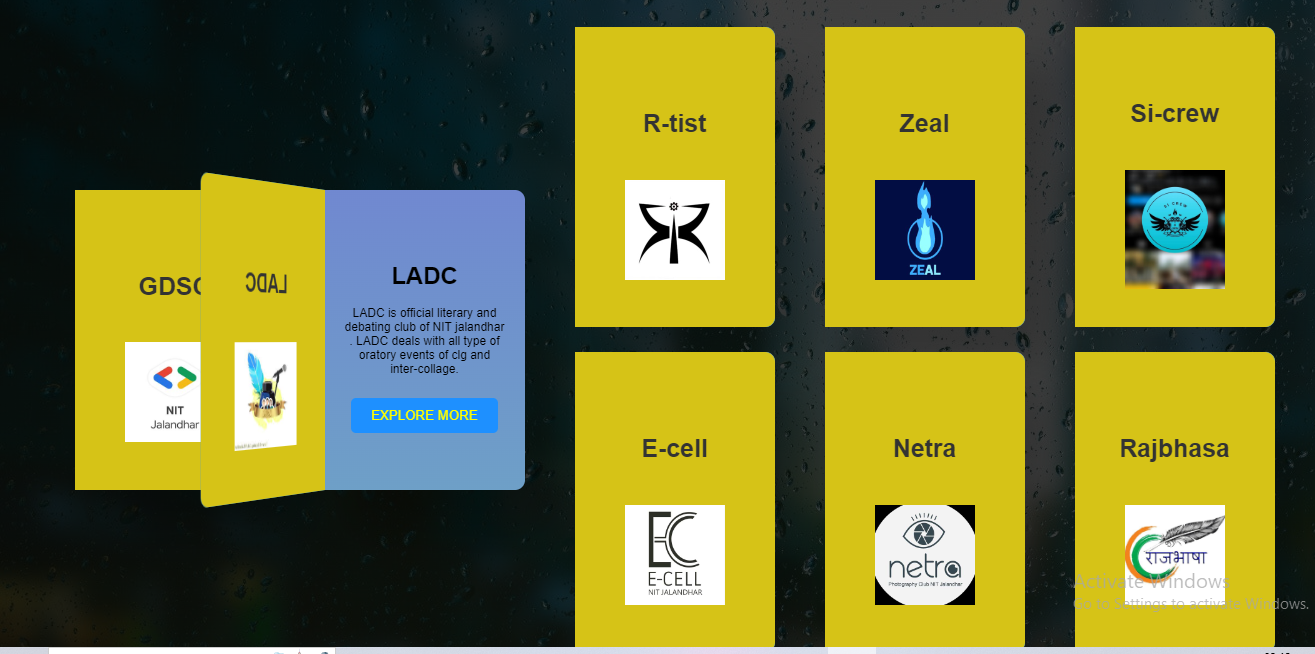 GDSC
NIT
Jalandhar
LADC
LADC
LADC is official literary and
debating club of NIT jalandhar
. LADC deals with all type of
oratory events of clg and
inter-collage.
EXPLORE MORE
R-tist
Zeal
ZEAL
Si-crew
SI CREW
E-cell
EC
E-CELL
NIT JALANDHAR
Netra
netra
Photography Club NIT Jalandhar
Rajbhasa
राजभाषा
Activate Windows
Go to Settings to activate Windows.